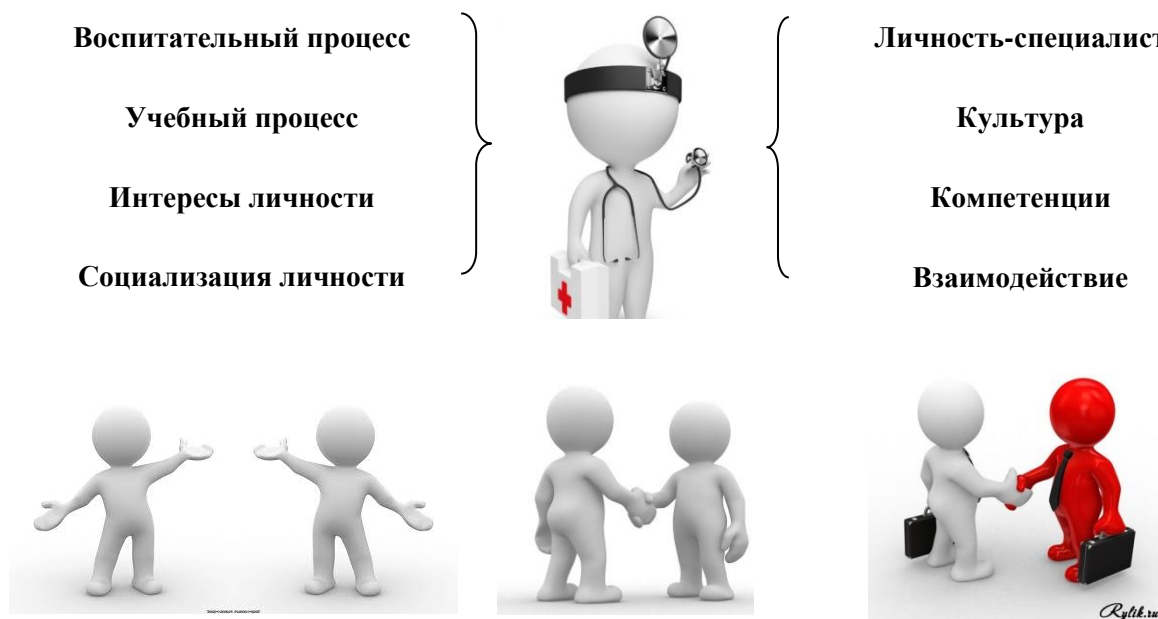 Воспитательный процесс
Учебный процесс
Интересы личности
Социализация личности
Личность-специалист
Культура
Компетенции
Взаимодействие
Rylik.ru